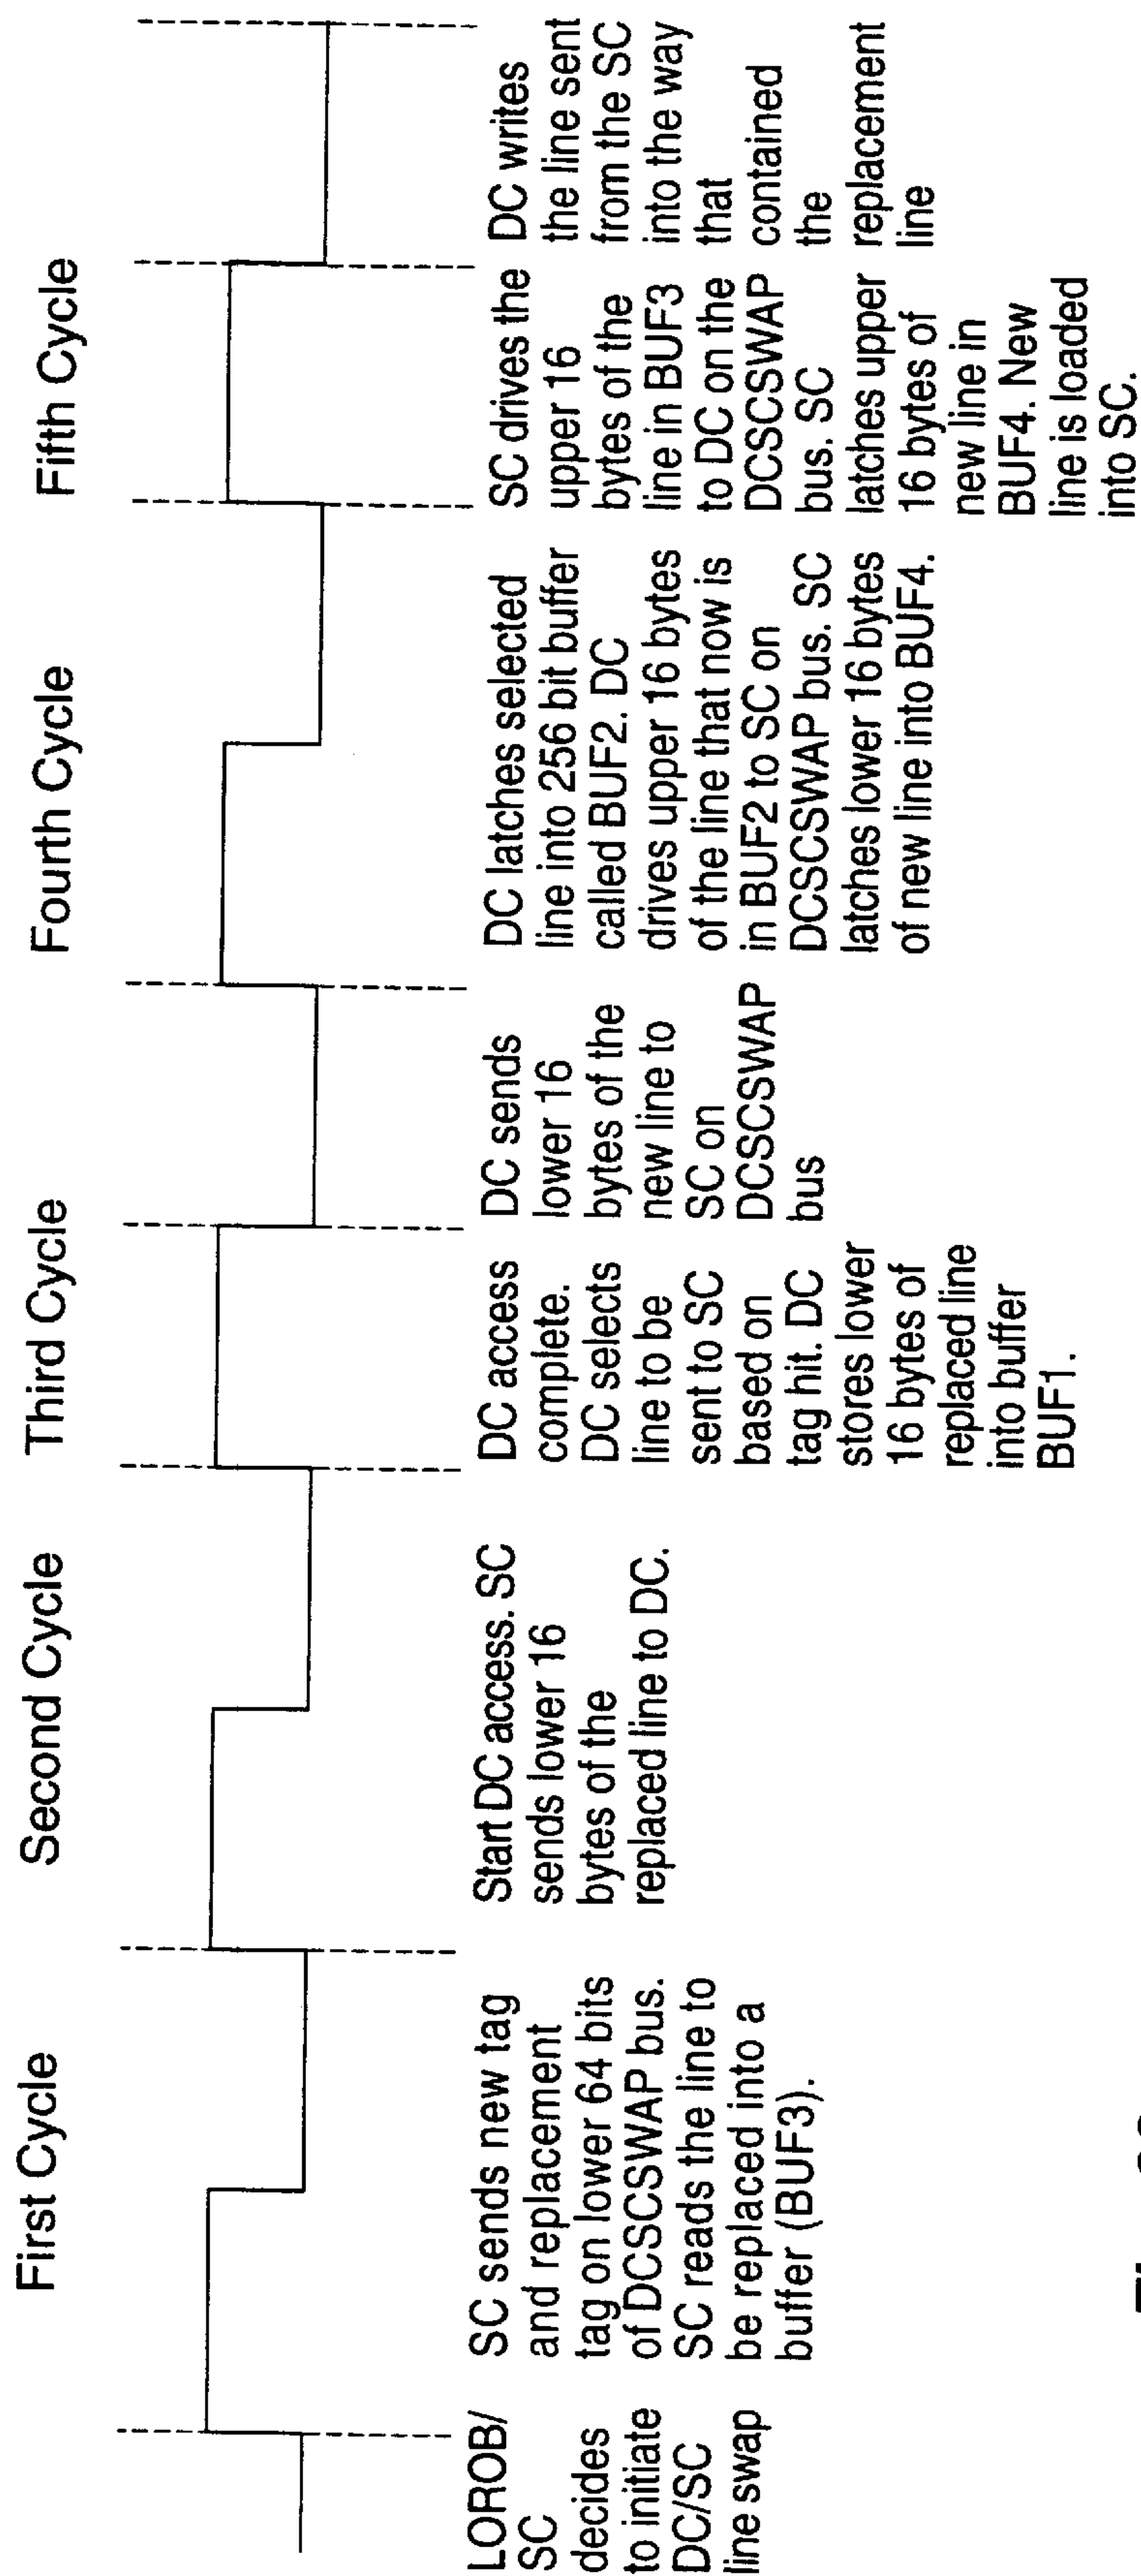 First Cycle
Second Cycle
Third Cycle
Fourth Cycle
Fifth Cycle
LOROB/
SC
decides
to initiate
DC/SC
line swap
SC sends new tag
and replacement
tag on lower 64 bits
of DCSCSWAP bus.
SC reads the line to
be replaced into a
buffer (BUF3).
Start DC access. SC
sends lower 16
bytes of the
replaced line to DC.
DC access
complete.
DC selects
line to be
sent to SC
based on
tag hit. DC
stores lower
16 bytes of
replaced line
into buffer
BUF1.
DC sends
lower 16
bytes of the
new line to
SC on
DCSCSWAP
bus
DC latches selected
line into 256 bit buffer
called BUF2. DC
drives upper 16 bytes
of the line that now is
in BUF2 to SC on
DCSCSWAP bus. SC
latches lower 16 bytes
of new line into BUF4.
SC drives the
upper 16
bytes of the
line in BUF3
to DC on the
DCSCSWAP
bus. SC
latches upper
16 bytes of
new line in
BUF4. New
line is loaded
into SC.
DC writes
the line sent
from the SC
into the way
that
contained
the
replacement
line